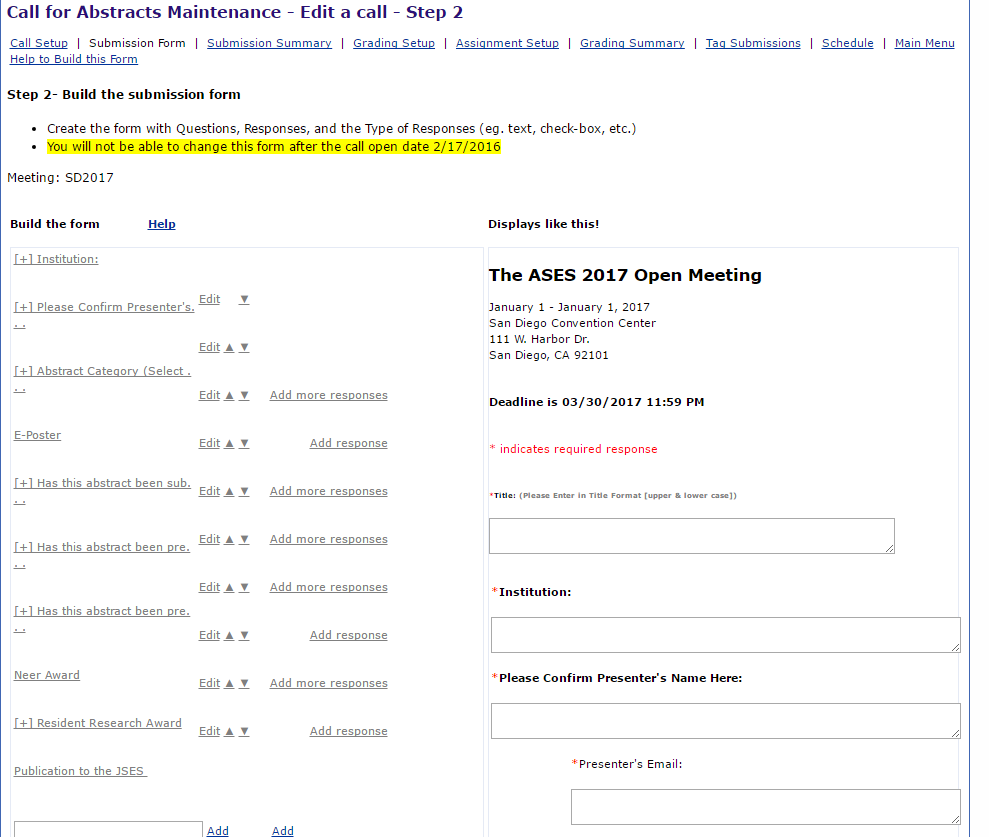 Call for Abstracts Maintenance - Edit a call - Step 2
Call Setup | Submission Form | Submission Summary | Grading Setup | Assignment Setup | Grading Summary | Tag Submissions | Schedule | Main Menu
Help to Build this Form
Step 2- Build the submission form
Create the form with Questions, Responses, and the Type of Responses (eg. text, check-box, etc.)
You will not be able to change this form after the call open date 2/17/2016
Meeting: SD2017
Build the form Help
[+] Institution:
Edit ▼
[+] Please Confirm Presenter's.
. .
Edit ▲ ▼
[+] Abstract Category (Select .
. .
Edit ▲ ▼ Add more responses
E-Poster
Edit ▲ ▼ Add response
[+] Has this abstract been sub.
. .
Edit ▲ ▼ Add more responses
Edit ▲ ▼ Add more responses
[+] Has this abstract been pre.
. .
Edit ▲ ▼ Add more responses
[+] Has this abstract been pre.
. .
Edit ▲ ▼ Add response
Neer Award
Edit ▲ ▼ Add more responses
[+] Resident Research Award
Edit ▲ ▼ Add response
Publication to the JSES
Add Add
Displays like this!
The ASES 2017 Open Meeting
January 1 - January 1, 2017
San Diego Convention Center
111 W. Harbor Dr.
San Diego, CA 92101
Deadline is 03/30/2017 11:59 PM
* indicates required response
*Title: (Please Enter in Title Format [upper & lower case])
*Institution:
*Please Confirm Presenter's Name Here:
*Presenter's Email: